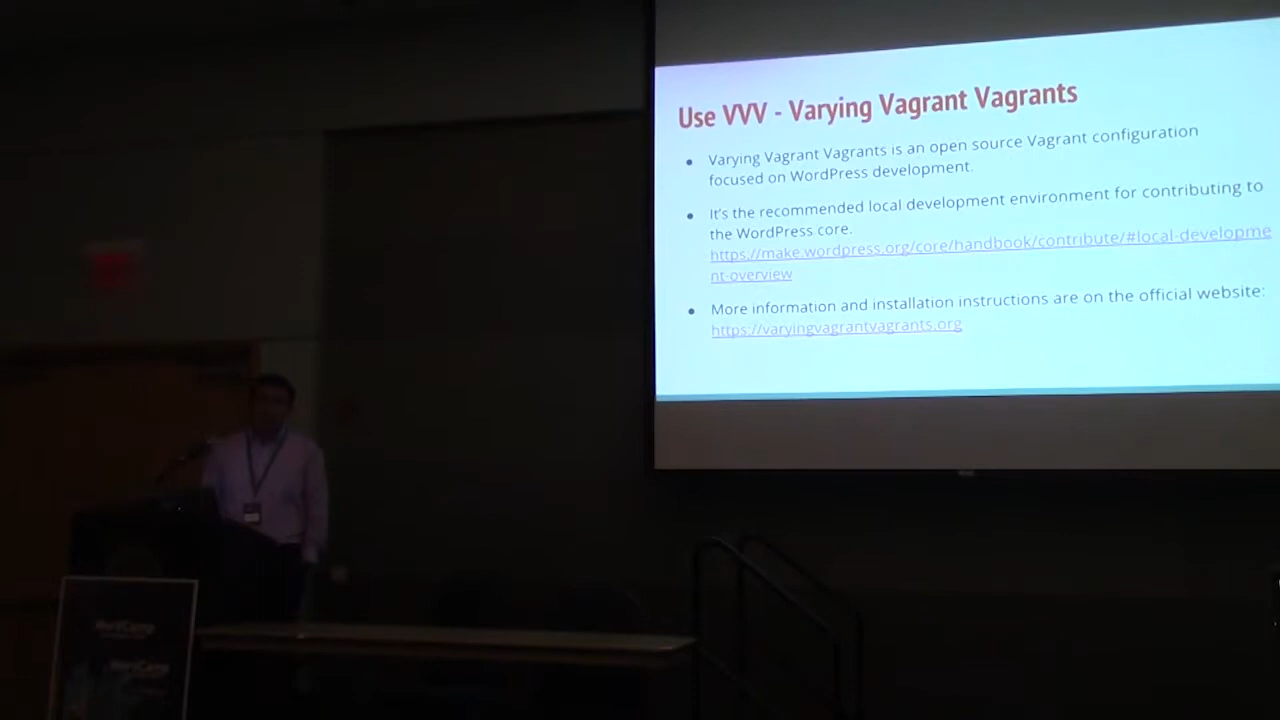 Use VVV - Varying Vagrant Vagrants
● Varying Vagrant Vagrants is an open source Vagrant configuration
focused on WordPress development.
● It's the recommended local development environment for contributing to
the WordPress core.
https://make.wordpress.org/core/handbook/contribute/#local-developme
nt-overview
● More information and installation instructions are on the official website:
https://varyingvagrantvagrants.org
WordCamp
WordCamp